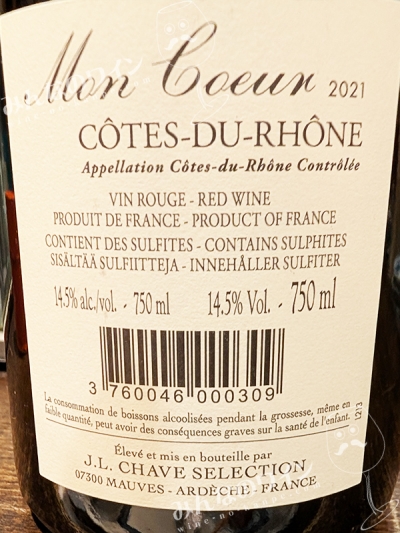 Mon Coeur 2021
CÔTES-DU-RHÔNE
Appellation Côtes-du-Rhône Contrôlée
VIN ROUGE - RED WINE
PRODUIT DE FRANCE - PRODUCT OF FRANCE
CONTIENT DES SULFITES - CONTAINS SULPHITES
SISÄLTÄÄ SULFIITTEJA - INNEHÅLLER SULFITER
14.5% alc./vol. - 750 ml 14.5% Vol. - 750 ml
3 760046 000309
La consommation de boissons alcoolisées pendant la grossesse, même en
faible quantité, peut avoir des conséquences graves sur la santé de l'enfant.
1213
Élevé et mis en bouteille par
J.L. CHAVE SELECTION
07300 MAUVES - ARDÈCHE - FRANCE